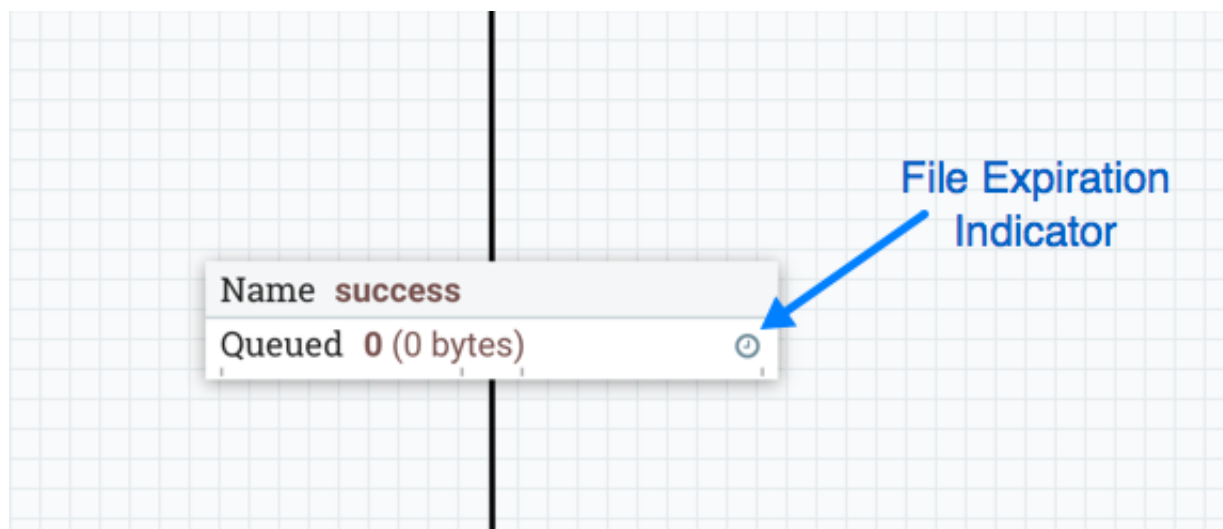 File Expiration
Indicator
Name success
Queued 0 (0 bytes)